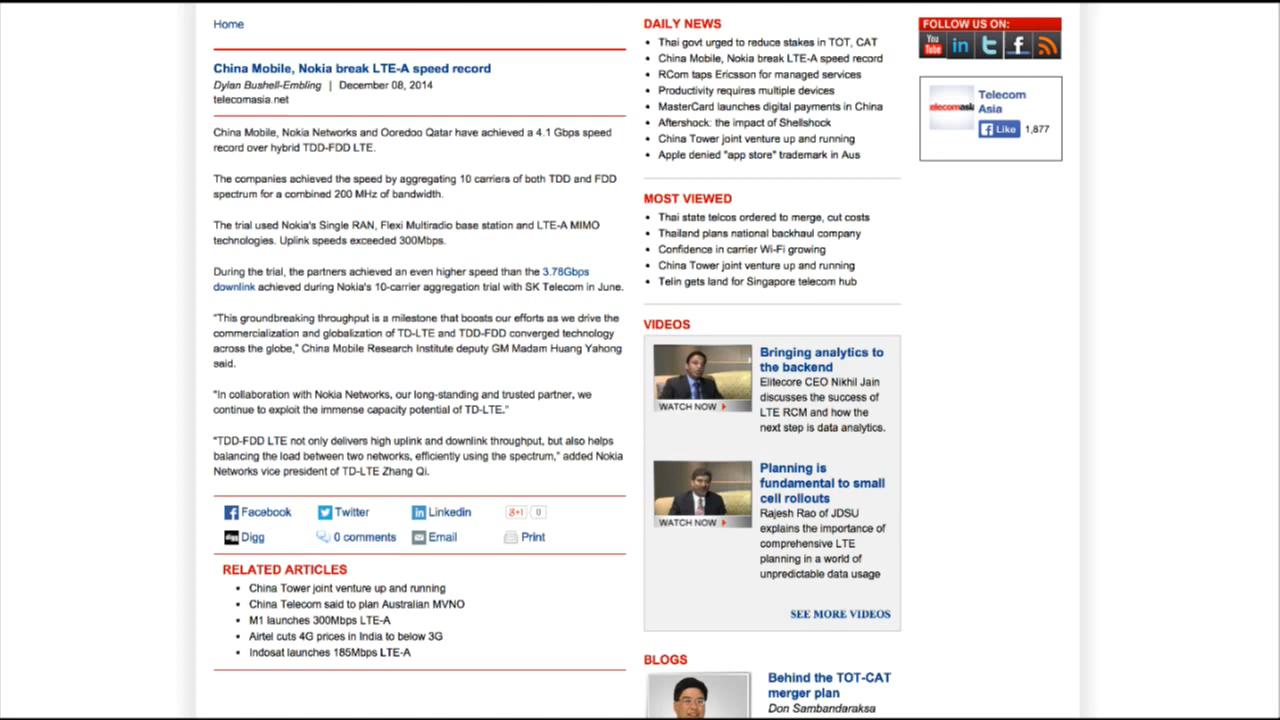 Home
China Mobile, Nokia break LTE-A speed record
Dylan Bushell-Embling | December 08, 2014
telecomasia.net
China Mobile, Nokia Networks and Ooredoo Qatar have achieved a 4.1 Gbps speed
record over hybrid TDD-FDD LTE.
The companies achieved the speed by aggregating 10 carriers of both TDD and FDD
spectrum for a combined 200 MHz of bandwidth.
The trial used Nokia's Single RAN, Flexi Multiradio base station and LTE-A MIMO
technologies. Uplink speeds exceeded 300Mbps.
During the trial, the partners achieved an even higher speed than the 3.78Gbps
downlink achieved during Nokia's 10-carrier aggregation trial with SK Telecom in June.
"This groundbreaking throughput is a milestone that boosts our efforts as we drive the
commercialization and globalization of TD-LTE and TDD-FDD converged technology
across the globe," China Mobile Research Institute deputy GM Madam Huang Yahong
said.
"In collaboration with Nokia Networks, our long-standing and trusted partner, we
continue to exploit the immense capacity potential of TD-LTE."
"TDD-FDD LTE not only delivers high uplink and downlink throughput, but also helps
balancing the load between two networks, efficiently using the spectrum," added Nokia
Networks vice president of TD-LTE Zhang Qi.
Facebook Twitter in Linkedin g+1 0
digg Digg 0 comments Email Print
RELATED ARTICLES
• China Tower joint venture up and running
• China Telecom said to plan Australian MVNO
• M1 launches 300Mbps LTE-A
• Airtel cuts 4G prices in India to below 3G
• Indosat launches 185Mbps LTE-A
DAILY NEWS
• Thai govt urged to reduce stakes in TOT, CAT
• China Mobile, Nokia break LTE-A speed record
• RCom taps Ericsson for managed services
• Productivity requires multiple devices
• MasterCard launches digital payments in China
• Aftershock: the impact of Shellshock
• China Tower joint venture up and running
• Apple denied "app store" trademark in Aus
MOST VIEWED
• Thai state telcos ordered to merge, cut costs
• Thailand plans national backhaul company
• Confidence in carrier Wi-Fi growing
• China Tower joint venture up and running
• Telin gets land for Singapore telecom hub
VIDEOS
WATCH NOW
Bringing analytics to
the backend
Elitecore CEO Nikhil Jain
discusses the success of
LTE RCM and how the
next step is data analytics.
WATCH NOW
Planning is
fundamental to small
cell rollouts
Rajesh Rao of JDSU
explains the importance of
comprehensive LTE
planning in a world of
unpredictable data usage
SEE MORE VIDEOS
BLOGS
Behind the TOT-CAT
merger plan
Don Sambandaraksa
FOLLOW US ON:
You Tube in t f
elecomasia
Telecom
Asia
f Like 1,877